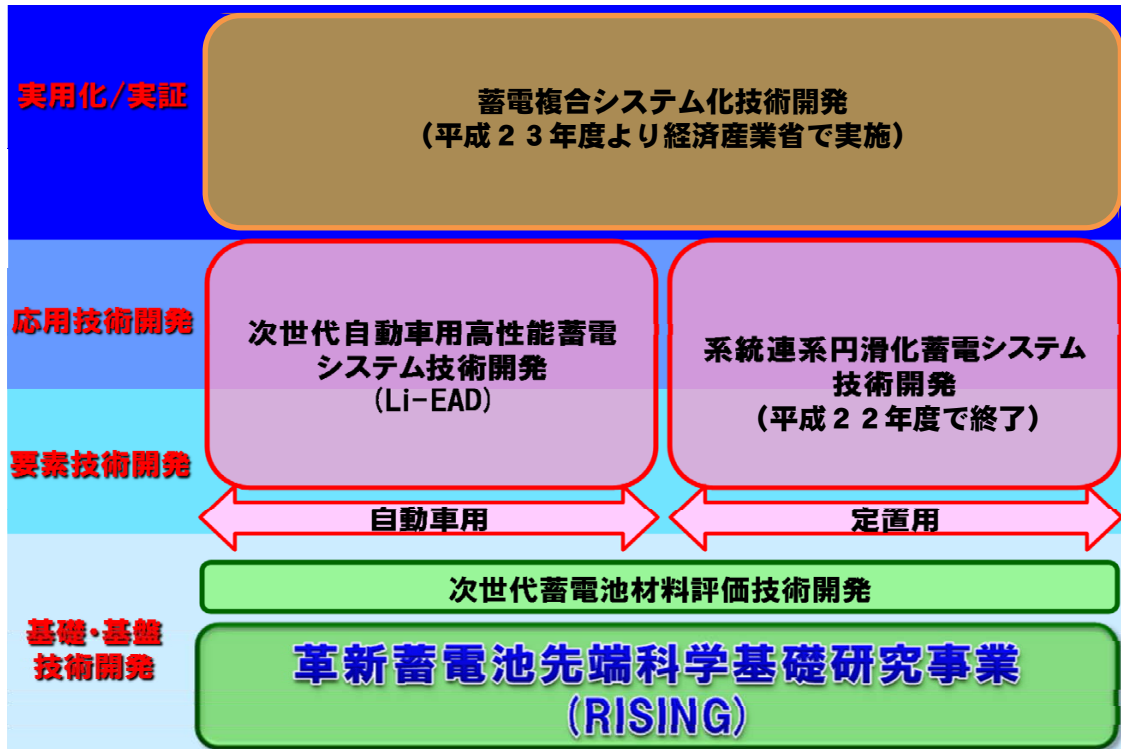 実用化/実証
蓄電複合システム化技術開発
(平成23年度より経済産業省で実施)
応用技術開発
次世代自動車用高性能蓄電
システム技術開発
(Li-EAD)
系統連系円滑化蓄電システム
技術開発
(平成22年度で終了)
要素技術開発
自動車用
定置用
次世代蓄電池材料評価技術開発
基礎・基盤
技術開発
革新蓄電池先端科学基礎研究事業
(RISING)